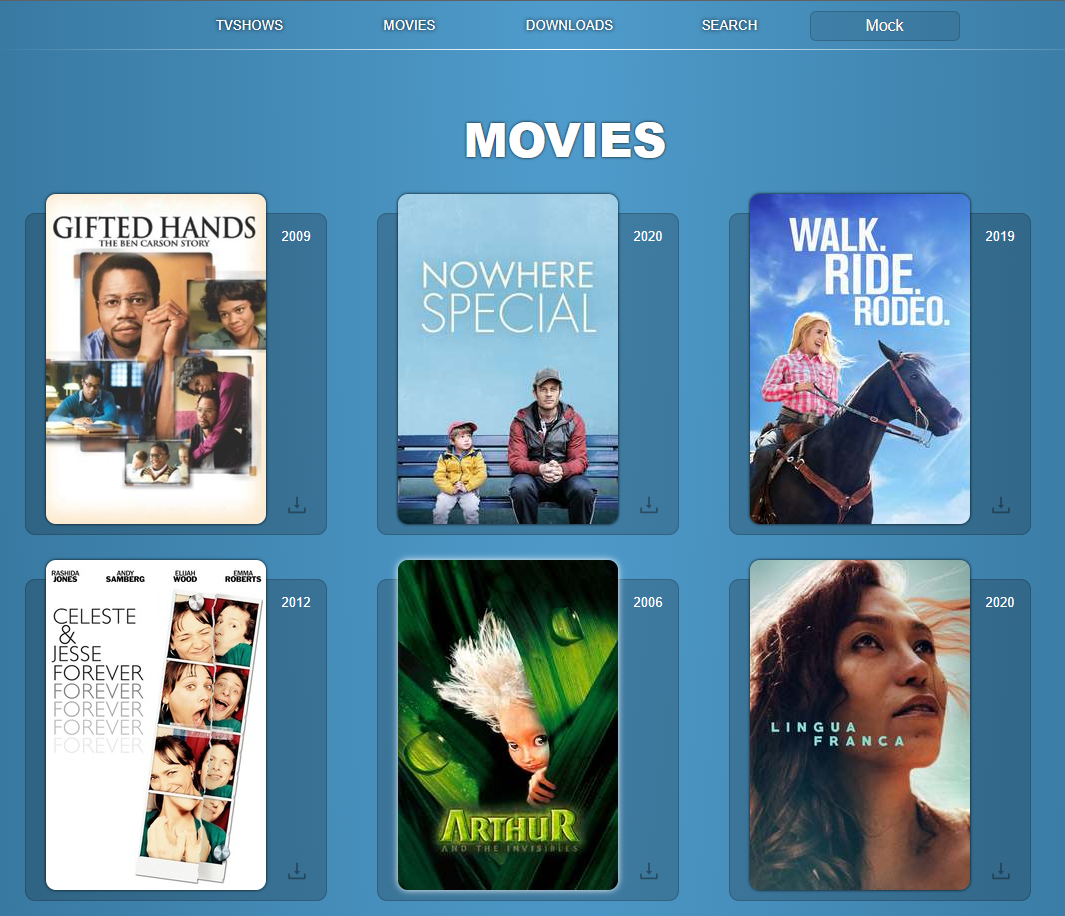 TVSHOWS MOVIES DOWNLOADS SEARCH Mock
MOVIES
GIFTED HANDS
THE BEN CARSON STORY
2009
NOWHERE
SPECIAL
2020
WALK.
RIDE.
RODEO.
2019
RASHIDA JONES ANDY SAMBERG ELIJAH WOOD EMMA ROBERTS
CELESTE
&
JESSE
FOREVER
FOREVER
FOREVER
FOREVER
FOREVER
2012
ARTHUR
AND THE INVISIBLES
2006
LINGUA
FRANCA
2020